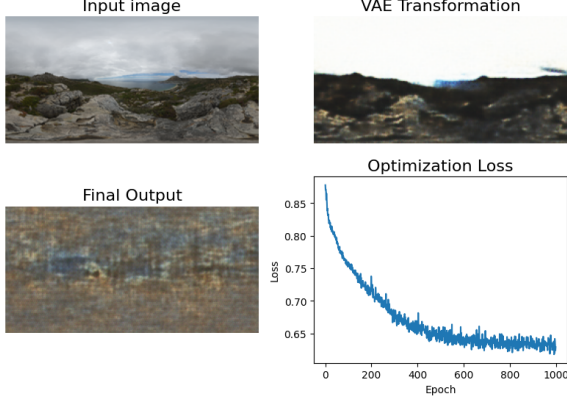 Input image
VAE Transformation
Final Output
Optimization Loss
0.85
0.80
0.75
0.70
0.65
Loss
0
200
400
600
800
1000
Epoch